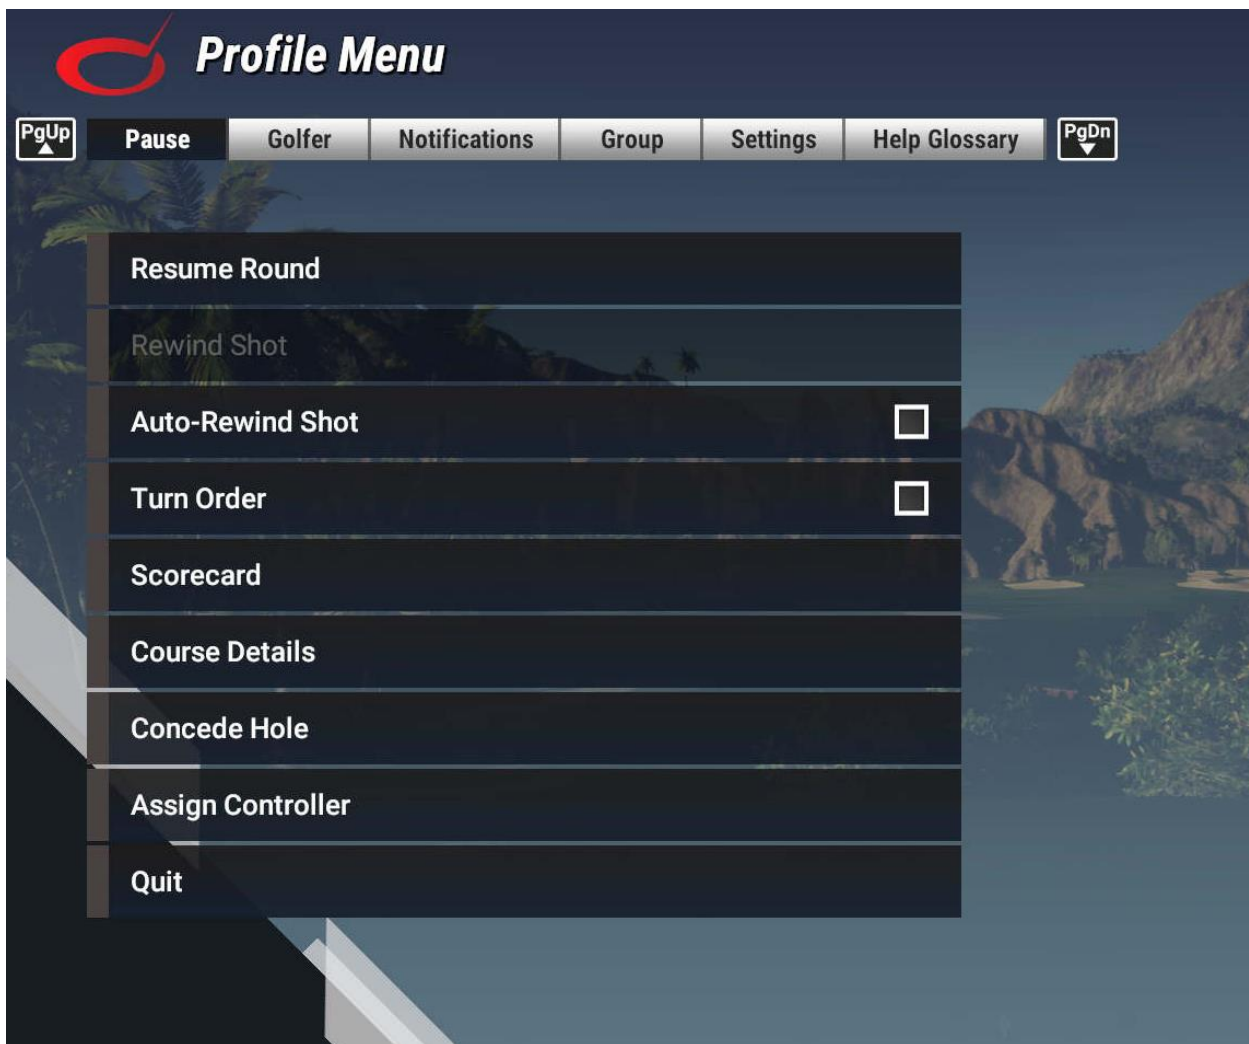 Profile Menu
PgUp Pause Golfer Notifications Group Settings Help Glossary PgDn
Resume Round
Rewind Shot
Auto-Rewind Shot
Turn Order
Scorecard
Course Details
Concede Hole
Assign Controller
Quit